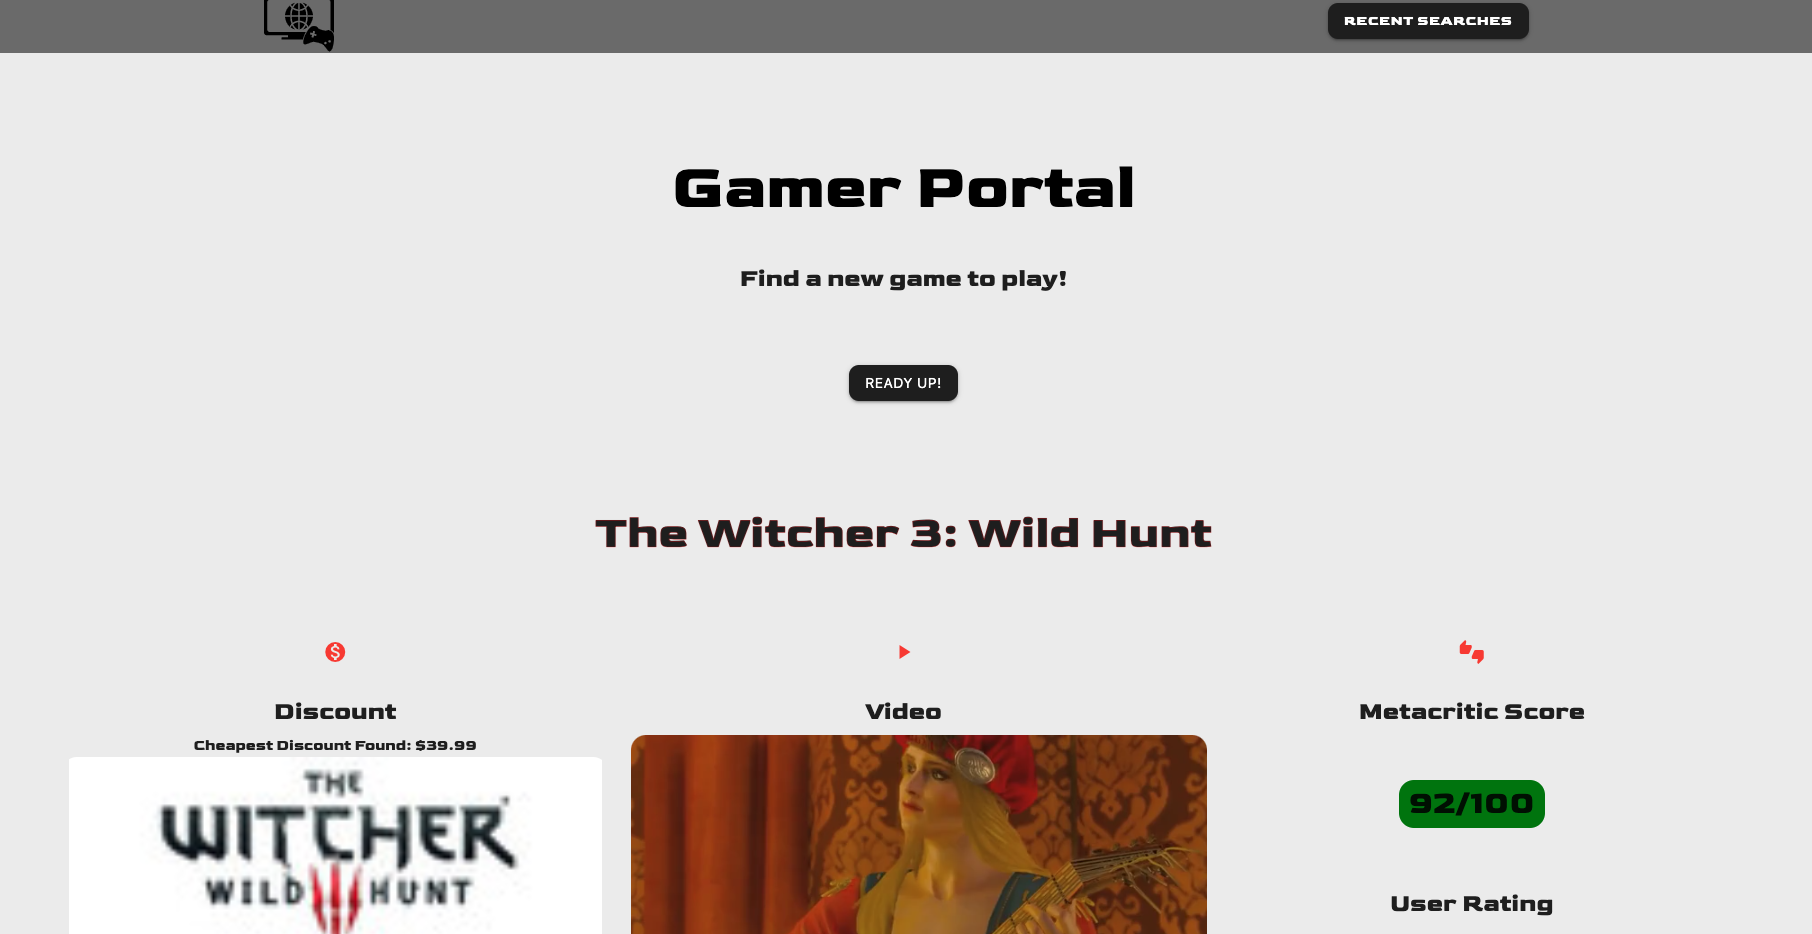 RECENT SEARCHES
Gamer Portal
Find a new game to play!
READY UP!
The Witcher 3: Wild Hunt
Discount
Cheapest Discount Found: $39.99
THE
WITCHER
WILD HUNT
Video
Metacritic Score
92/100
User Rating